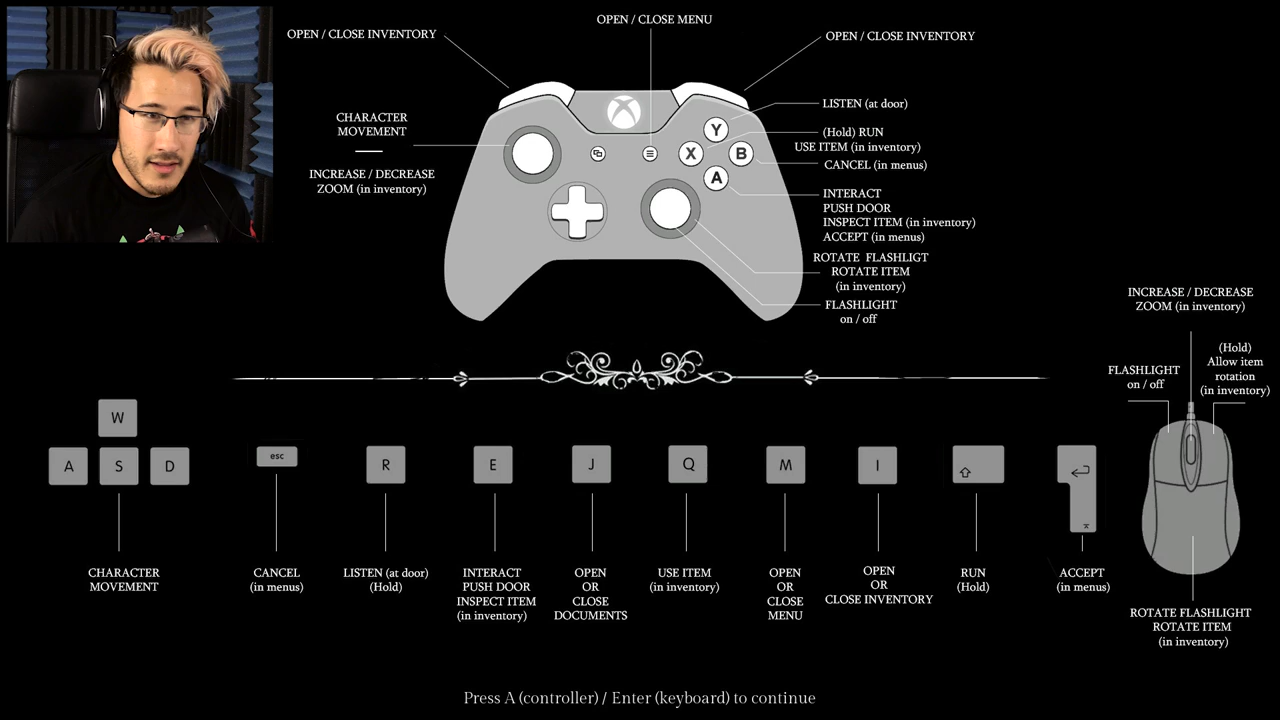 OPEN / CLOSE MENU
OPEN / CLOSE INVENTORY
OPEN / CLOSE INVENTORY
CHARACTER
MOVEMENT
INCREASE / DECREASE
ZOOM (in inventory)
Y
X
B
A
LISTEN (at door)
(Hold) RUN
USE ITEM (in inventory)
CANCEL (in menus)
INTERACT
PUSH DOOR
INSPECT ITEM (in inventory)
ACCEPT (in menus)
ROTATE FLASHLIGT
ROTATE ITEM
(in inventory)
FLASHLIGHT
on / off
INCREASE / DECREASE
ZOOM (in inventory)
(Hold)
Allow item
rotation
(in inventory)
FLASHLIGHT
on / off
W
A S D
esc
R
E
J
Q
M
I
CHARACTER
MOVEMENT
CANCEL
(in menus)
LISTEN (at door)
(Hold)
INTERACT
PUSH DOOR
INSPECT ITEM
(in inventory)
OPEN
OR
CLOSE
DOCUMENTS
USE ITEM
(in inventory)
OPEN
OR
CLOSE
MENU
OPEN
OR
CLOSE INVENTORY
RUN
(Hold)
ACCEPT
(in menus)
ROTATE FLASHLIGHT
ROTATE ITEM
(in inventory)
Press A (controller) / Enter (keyboard) to continue